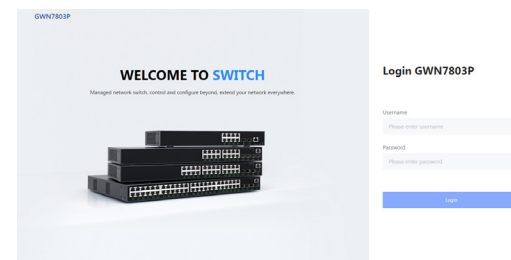 GWN7803P
WELCOME TO SWITCH
Managed network switch, control and configure beyond, extend your network everywhere.
Login GWN7803P
Username
Please enter username
Password
Please enter password
Login